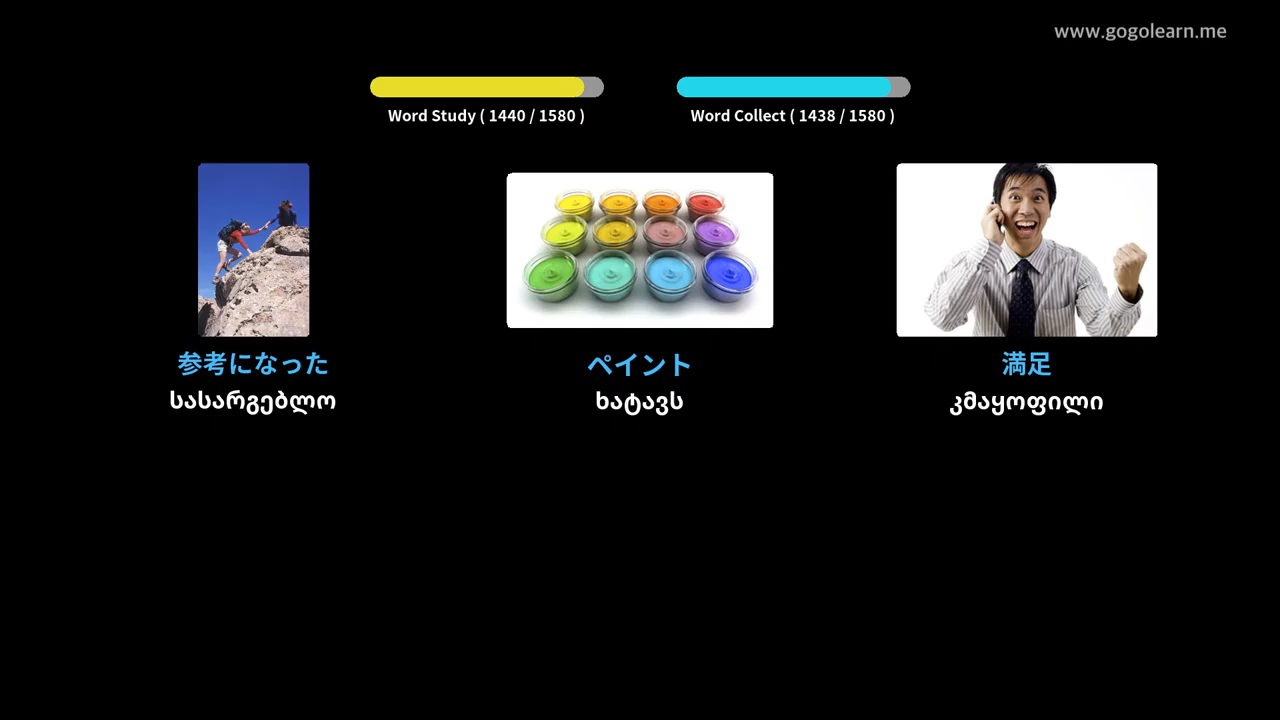 www.gogolearn.me
Word Study ( 1440 / 1580 )
Word Collect ( 1438 / 1580 )
参考になった
სასარგებლო
ペイント
ხატავს
満足
კმაყოფილი